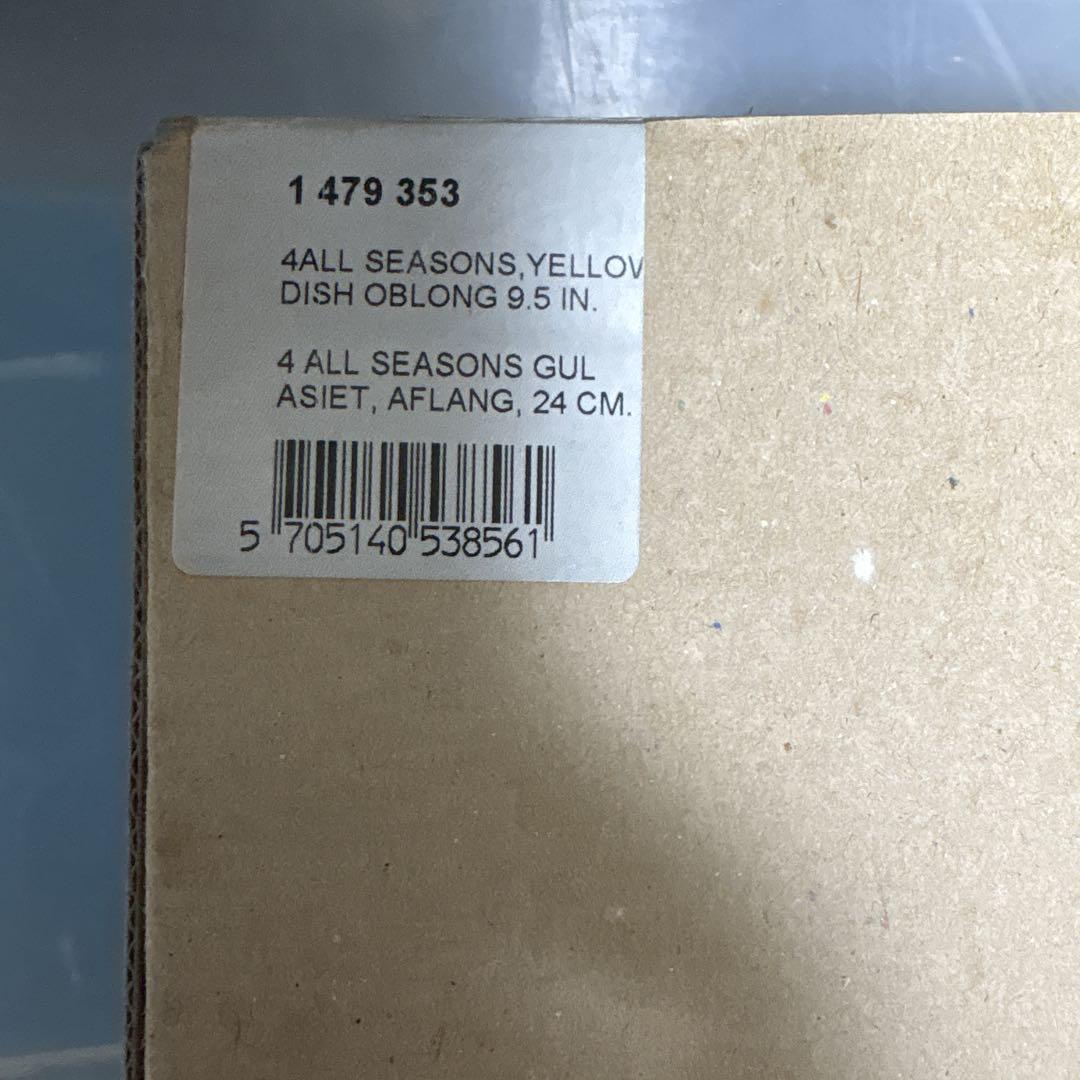 1 479 353
4ALL SEASONS,YELLOV
DISH OBLONG 9.5 IN.
4 ALL SEASONS GUL
ASIET, AFLANG, 24 CM.
5 705140 538561